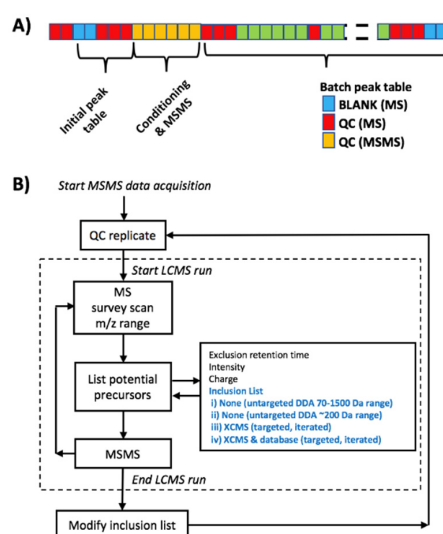 A)
Initial peak
table
Conditioning
& MSMS
Batch peak table
BLANK (MS)
QC (MS)
QC (MSMS)
B)
Start MSMS data acquisition
QC replicate
Start LCMS run
MS
survey scan
m/z range
List potential
precursors
Exclusion retention time
Intensity
Charge
Inclusion List
i) None (untargeted DDA 70-1500 Da range)
ii) None (untargeted DDA ~200 Da range)
iii) XCMS (targeted, iterated)
iv) XCMS & database (targeted, iterated)
MSMS
End LCMS run
Modify inclusion list